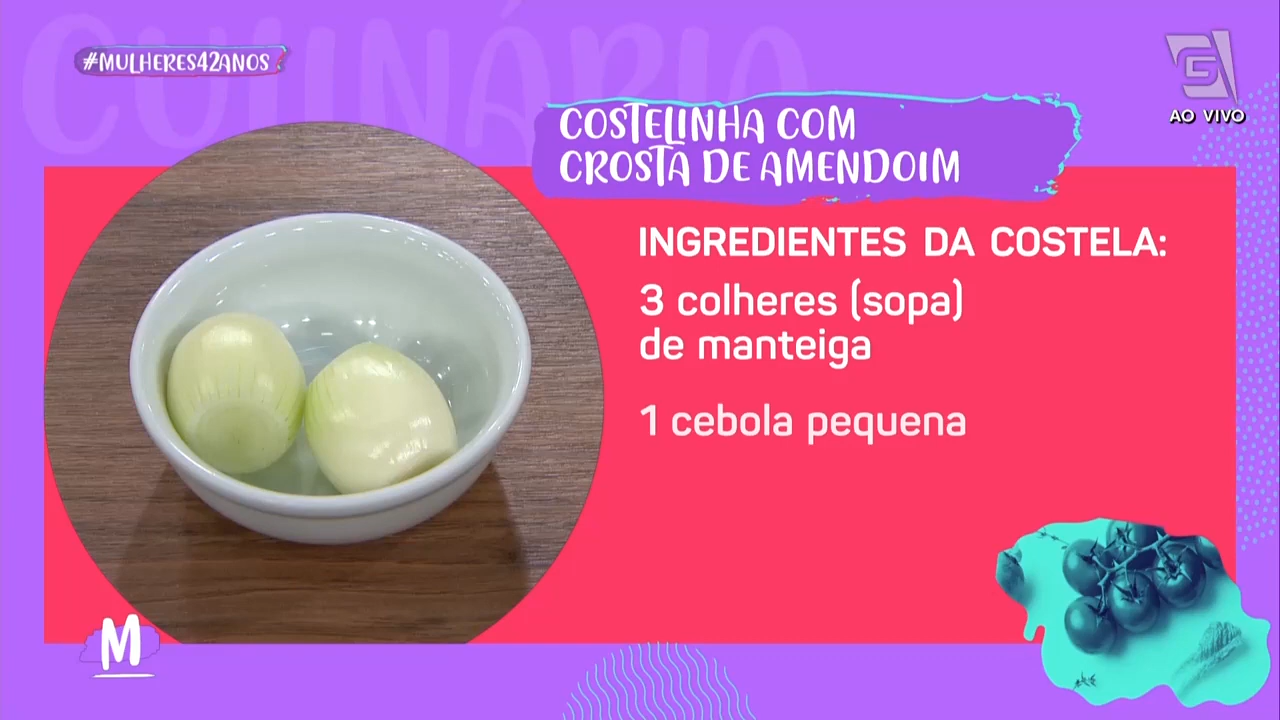 CULINÁRIA
#MULHERES42ANOS
AO VIVO
COSTELINHA COM
CROSTA DE AMENDOIM
INGREDIENTES DA COSTELA:
3 colheres (sopa)
de manteiga
1 cebola pequena
M